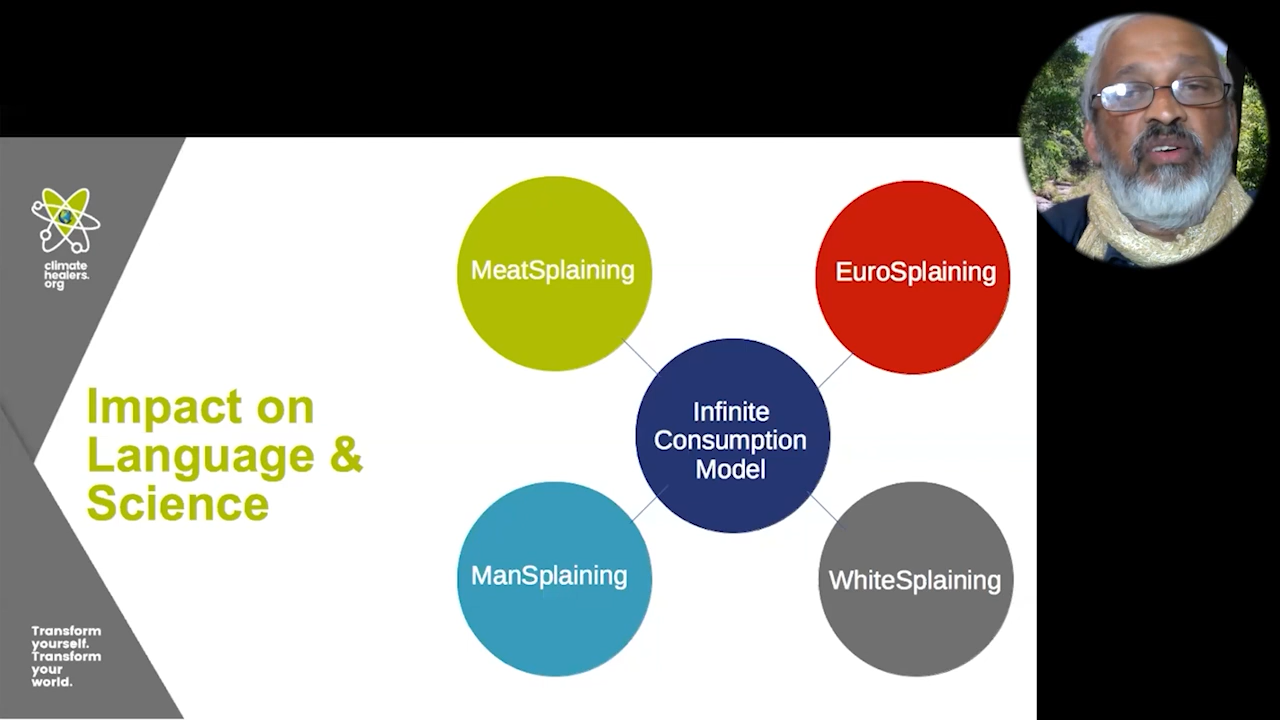 climate
healers.
org
Impact on
Language &
Science
Transform
yourself.
Transform
your
world.
MeatSplaining
EuroSplaining
Infinite
Consumption
Model
ManSplaining
WhiteSplaining